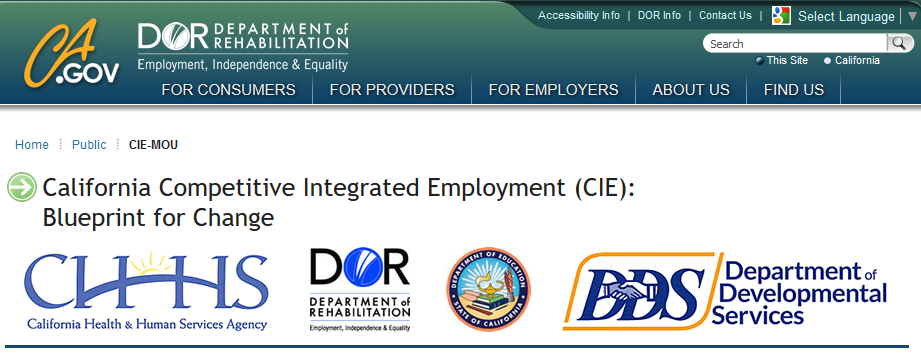 Accessibility Info | DOR Info | Contact Us | Select Language
CA
.GOV
DOR DEPARTMENT of
REHABILITATION
Employment, Independence & Equality
Search
This Site California
FOR CONSUMERS FOR PROVIDERS FOR EMPLOYERS ABOUT US FIND US
Home Public CIE-MOU
California Competitive Integrated Employment (CIE):
Blueprint for Change
CHHS
California Health & Human Services Agency
DOR
DEPARTMENT of
REHABILITATION
Employment, Independence & Equality
DEPARTMENT OF EDUCATION
STATE OF CALIFORNIA
DDS
Department of
Developmental
Services